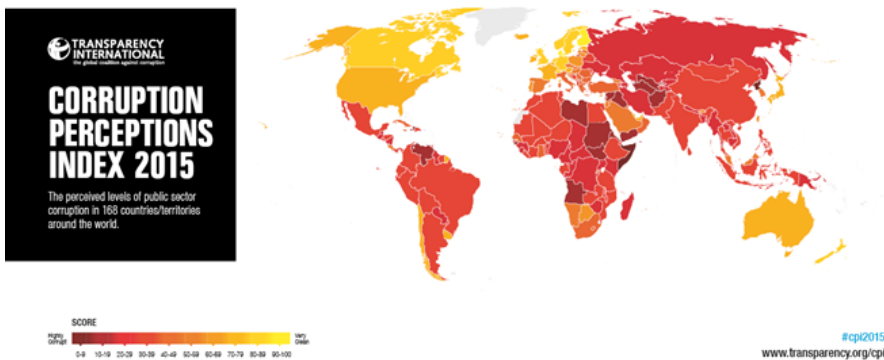 TRANSPARENCY
INTERNATIONAL
the global coalition against corruption
CORRUPTION
PERCEPTIONS
INDEX 2015
The perceived levels of public sector
corruption in 168 countries/territories
around the world.
SCORE
Highly
Corrupt
0-9 10-19 20-29 30-39 40-49 50-59 60-69 70-79 80-89 90-100
Very
Clean
#cpi2015
www.transparency.org/cpi